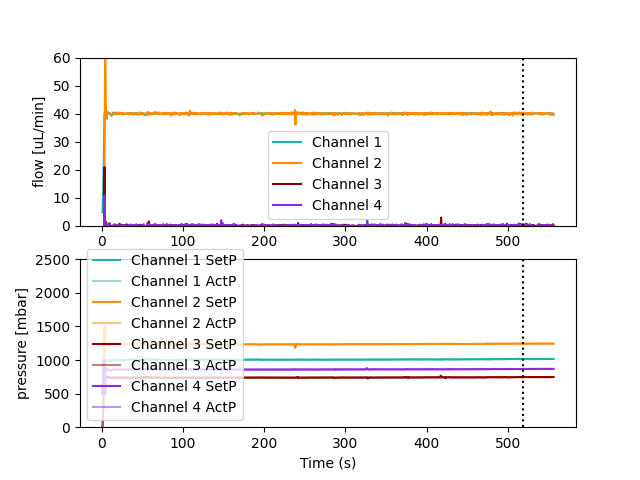 60
50
40
30
20
10
0
flow [uL/min]
Channel 1
Channel 2
Channel 3
Channel 4
0 100 200 300 400 500
2500
2000
1500
1000
500
0
pressure [mbar]
Channel 1 SetP
Channel 1 ActP
Channel 2 SetP
Channel 2 ActP
Channel 3 SetP
Channel 3 ActP
Channel 4 SetP
Channel 4 ActP
0 100 200 300 400 500
Time (s)